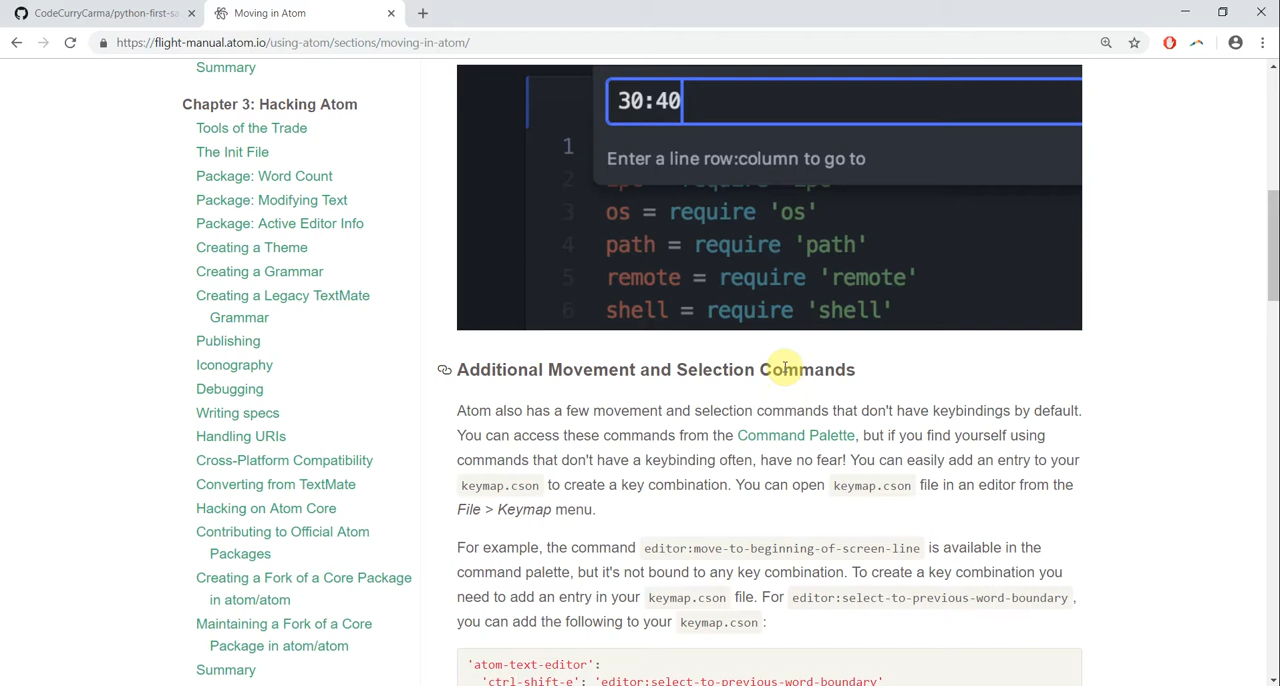 CodeCurryCarma/python-first-sa
Moving in Atom
https://flight-manual.atom.io/using-atom/sections/moving-in-atom/
Summary
Chapter 3: Hacking Atom
Tools of the Trade
The Init File
Package: Word Count
Package: Modifying Text
Package: Active Editor Info
Creating a Theme
Creating a Grammar
Creating a Legacy TextMate
Grammar
Publishing
Iconography
Debugging
Writing specs
Handling URIs
Cross-Platform Compatibility
Converting from TextMate
Hacking on Atom Core
Contributing to Official Atom
Packages
Creating a Fork of a Core Package
in atom/atom
Maintaining a Fork of a Core
Package in atom/atom
Summary
30:40
1
Enter a line row:column to go to
2
3 os = require 'os'
4 path = require 'path'
5 remote = require 'remote'
6 shell = require 'shell'
Additional Movement and Selection Commands
Atom also has a few movement and selection commands that don't have keybindings by default.
You can access these commands from the Command Palette, but if you find yourself using
commands that don't have a keybinding often, have no fear! You can easily add an entry to your
keymap.cson to create a key combination. You can open keymap.cson file in an editor from the
File > Keymap menu.
For example, the command editor:move-to-beginning-of-screen-line is available in the
command palette, but it's not bound to any key combination. To create a key combination you
need to add an entry in your keymap.cson file. For editor:select-to-previous-word-boundary ,
you can add the following to your keymap.cson :
'atom-text-editor':
'ctrl-shift-e': 'editor:select-to-previous-word-boundary'